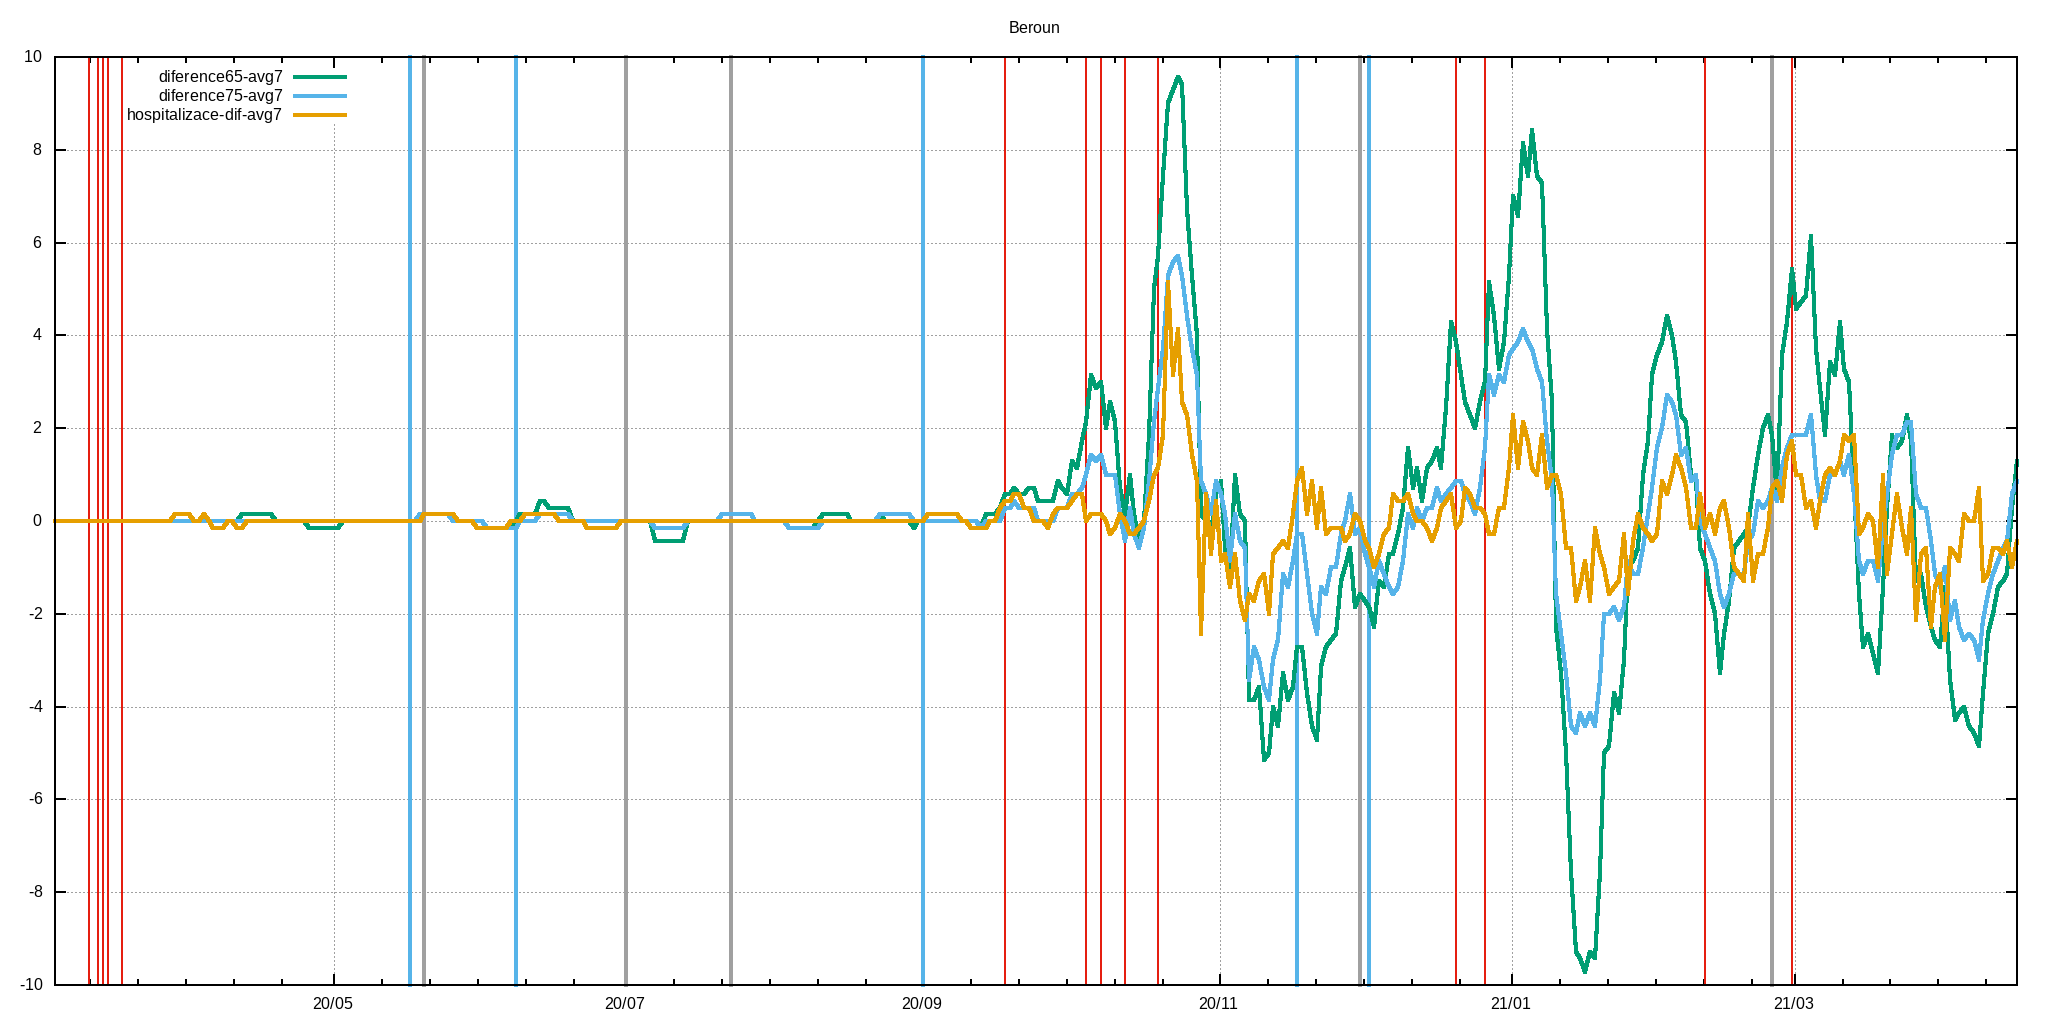 Beroun
diference65-avg7
diference75-avg7
hospitalizace-dif-avg7
10
8
6
4
2
0
-2
-4
-6
-8
-10
20/05 20/07 20/09 20/11 21/01 21/03